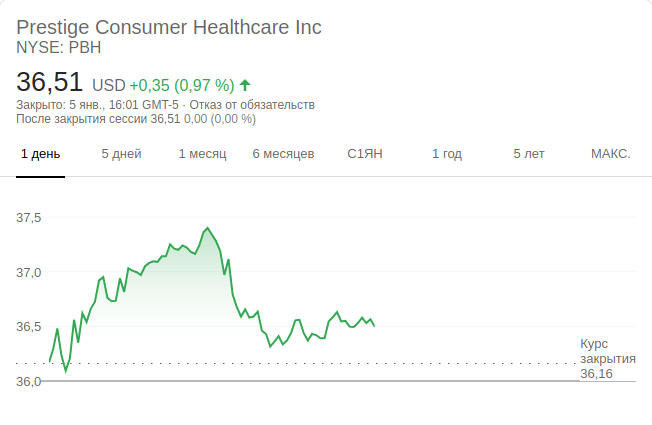 Prestige Consumer Healthcare Inc
NYSE: PBH
36,51 USD +0,35 (0,97 %)
Закрыто: 5 янв., 16:01 GMT-5 · Отказ от обязательств
После закрытия сессии 36,51 0,00 (0,00 %)
1 день 5 дней 1 месяц 6 месяцев С1ЯН 1 год 5 лет МАКС.
37,5
37,0
36,5
Курс
закрытия
36,16
36,0